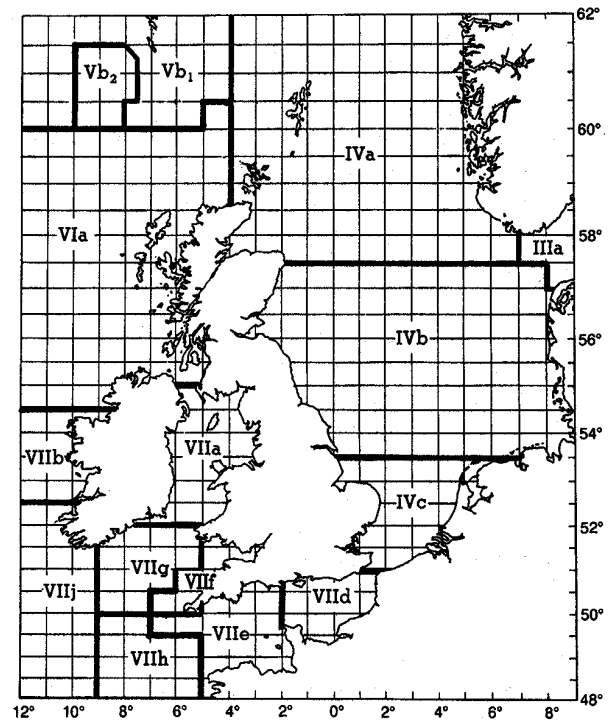 62°
Vb₂ Vb₁
60°
IVa
VIa
58°
IIIa
IVb
56°
54°
VIIb VIIa
IVc
52°
VIIg
VIIj VIIf VIId
50°
VIIe
VIIh
48°
12° 10° 8° 6° 4° 2° 0° 2° 4° 6° 8°